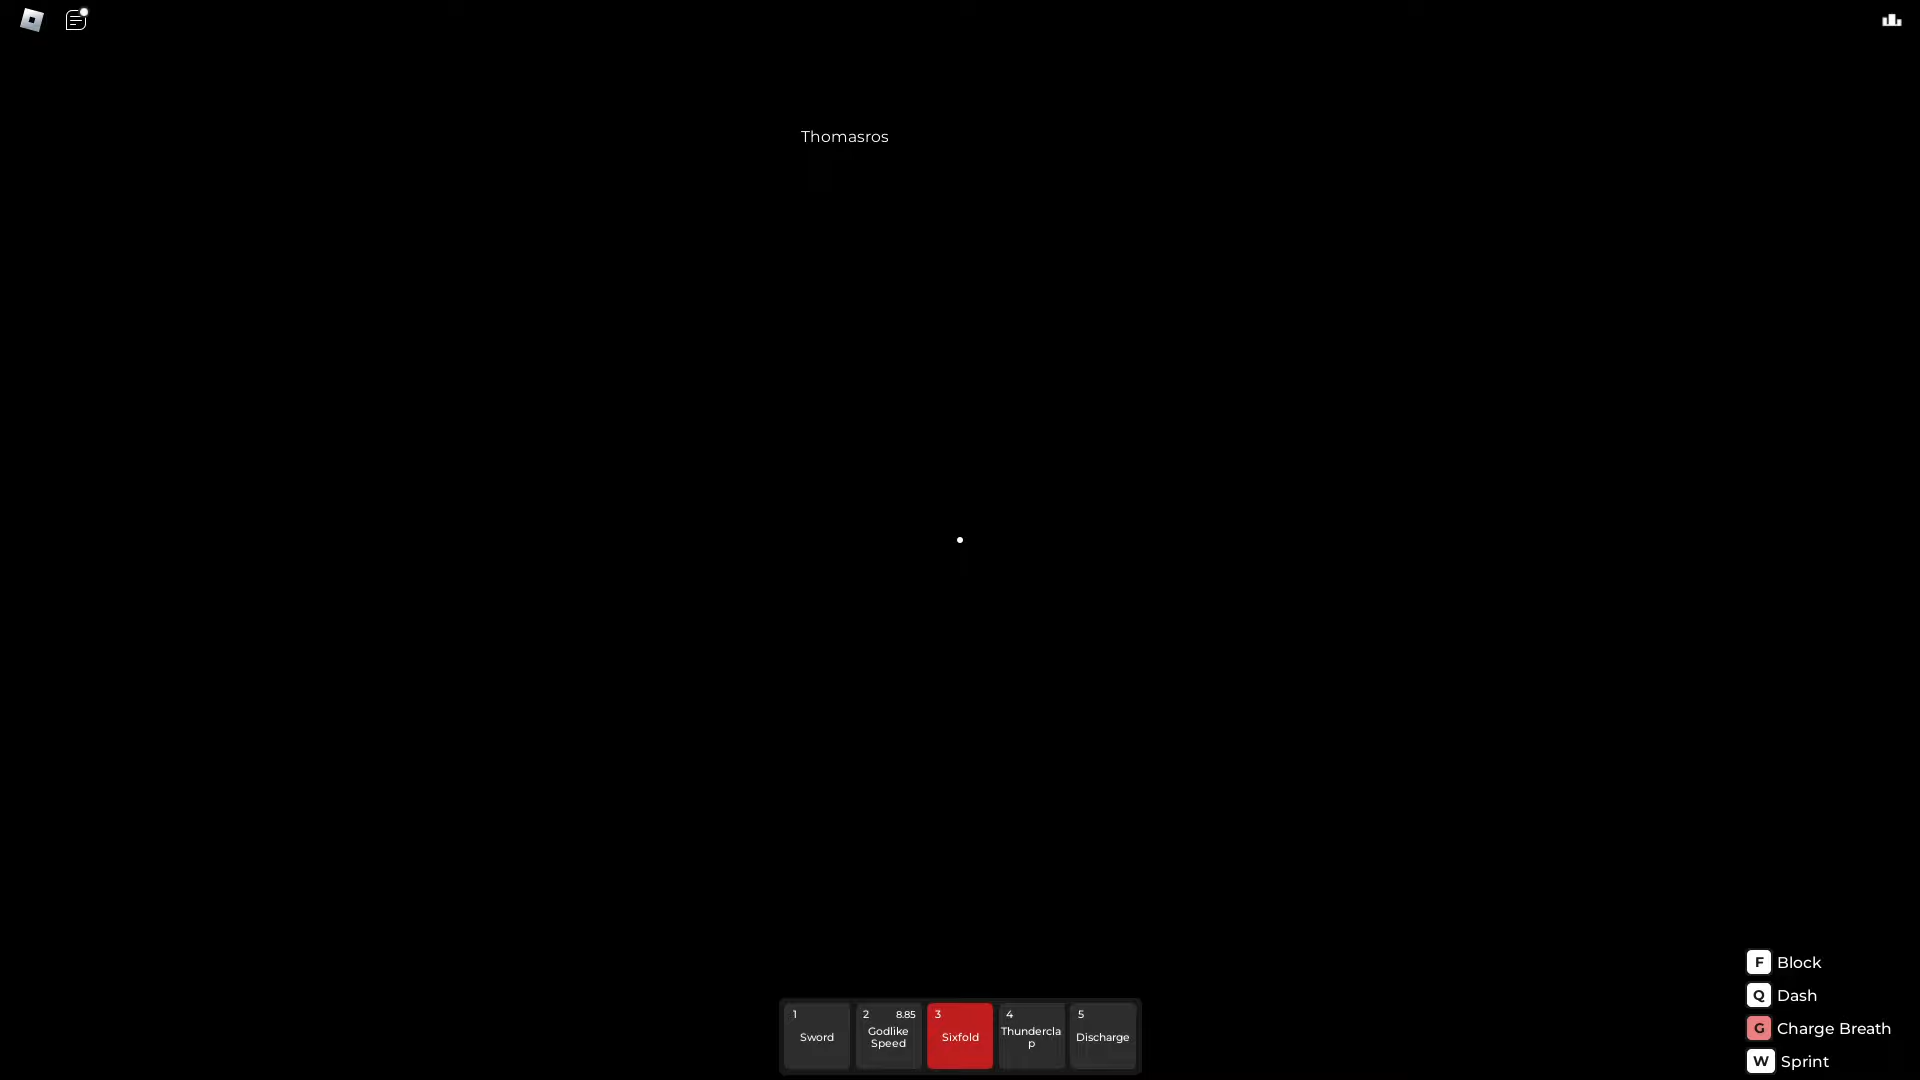 Thomasros
1
Sword
2 8.85
Godlike
Speed
3
Sixfold
4
Thundercla
p
5
Discharge
F Block
Q Dash
G Charge Breath
W Sprint